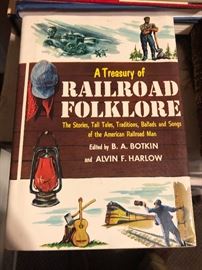 A Treasury of
RAILROAD
FOLKLORE
The Stories, Tall Tales, Traditions, Ballads and Songs
of the American Railroad Man
Edited by B. A. BOTKIN
and ALVIN F. HARLOW